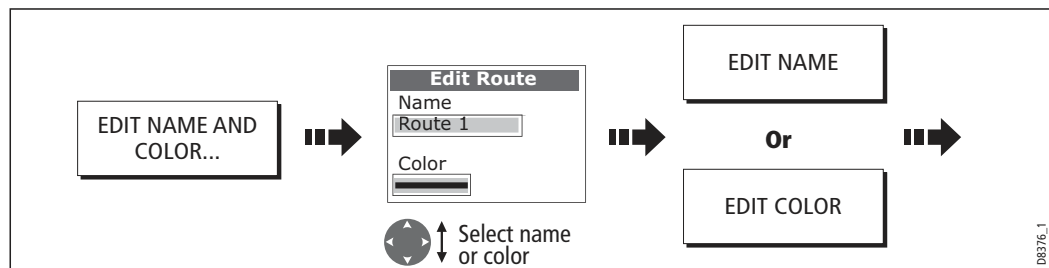 EDIT NAME AND
COLOR...
Edit Route
Name
Route 1
Color
Select name
or color
EDIT NAME
Or
EDIT COLOR
D8376_1